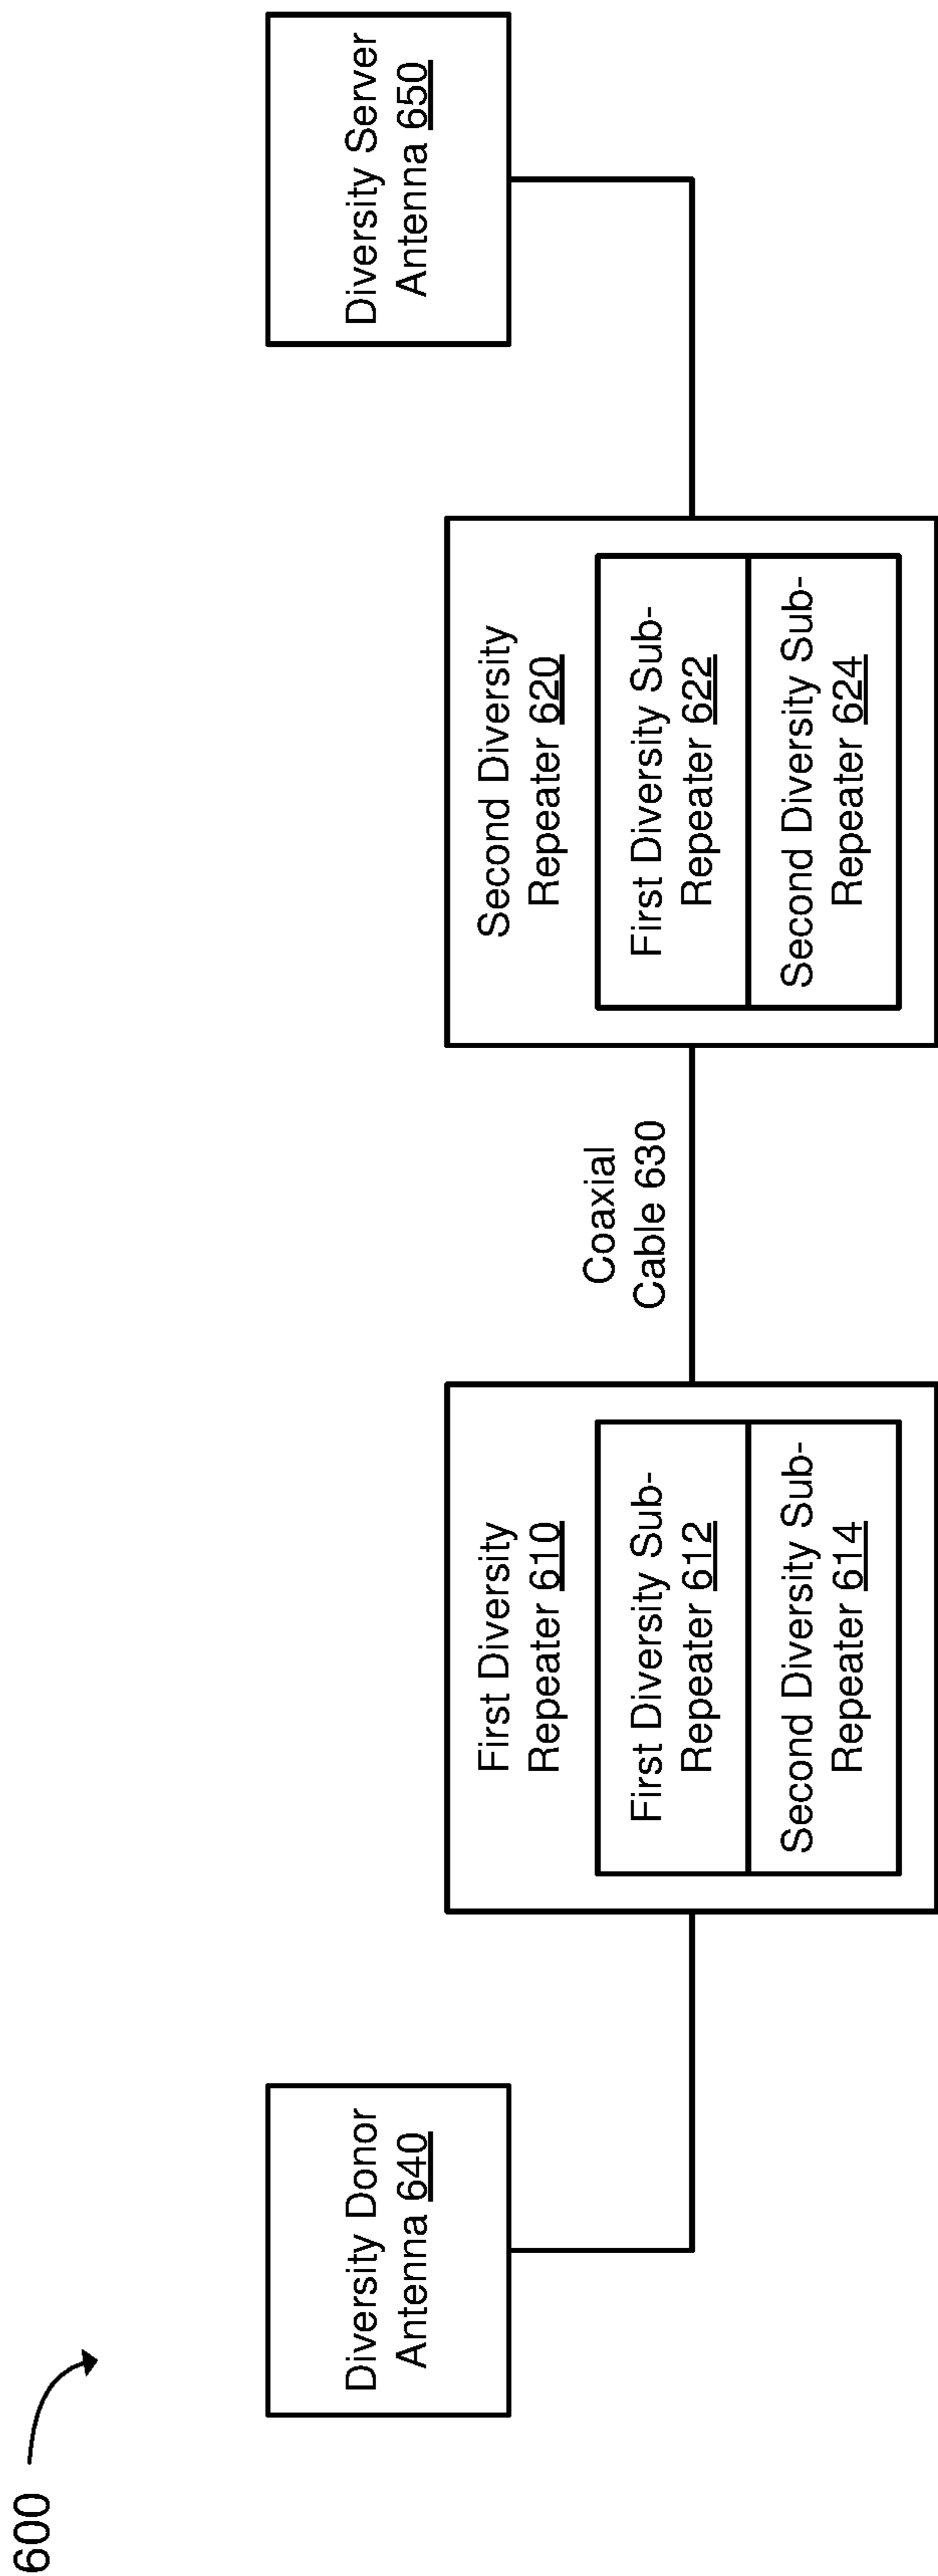 600
Diversity Donor
Antenna 640
First Diversity
Repeater 610
First Diversity Sub-
Repeater 612
Second Diversity Sub-
Repeater 614
Coaxial
Cable 630
Second Diversity
Repeater 620
First Diversity Sub-
Repeater 622
Second Diversity Sub-
Repeater 624
Diversity Server
Antenna 650